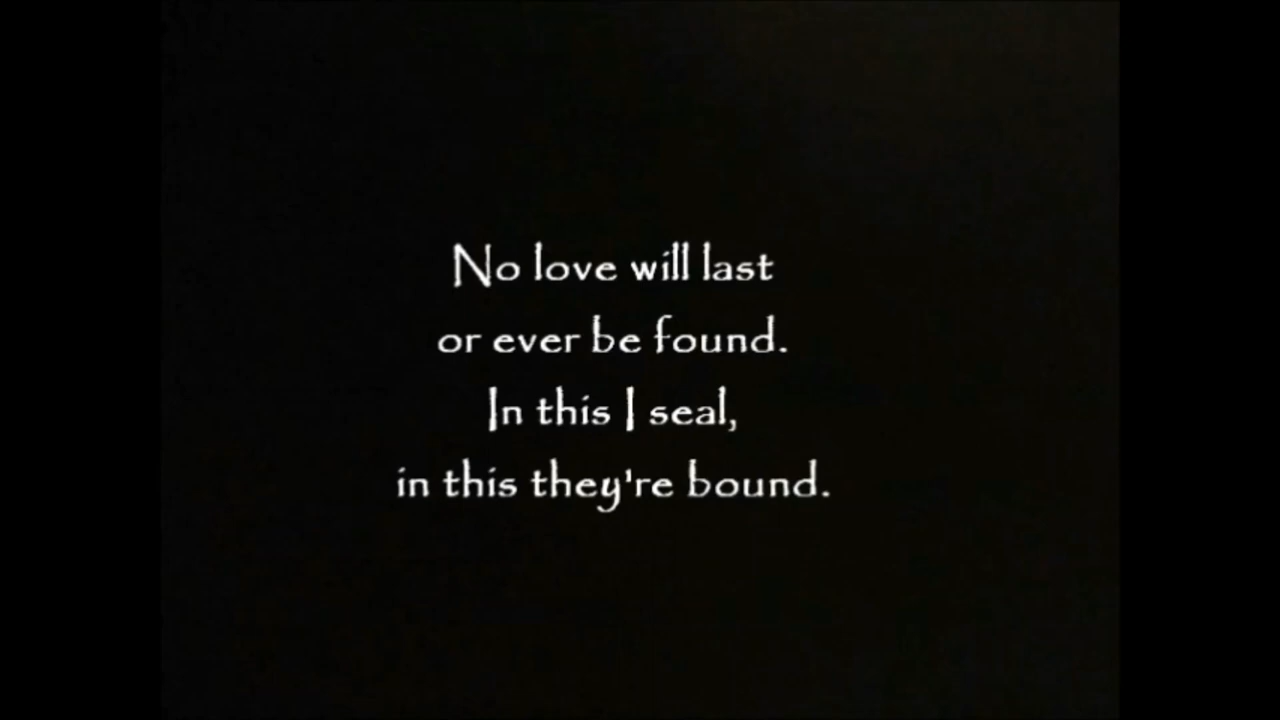 No love will last
or ever be found.
In this I seal,
in this they're bound.